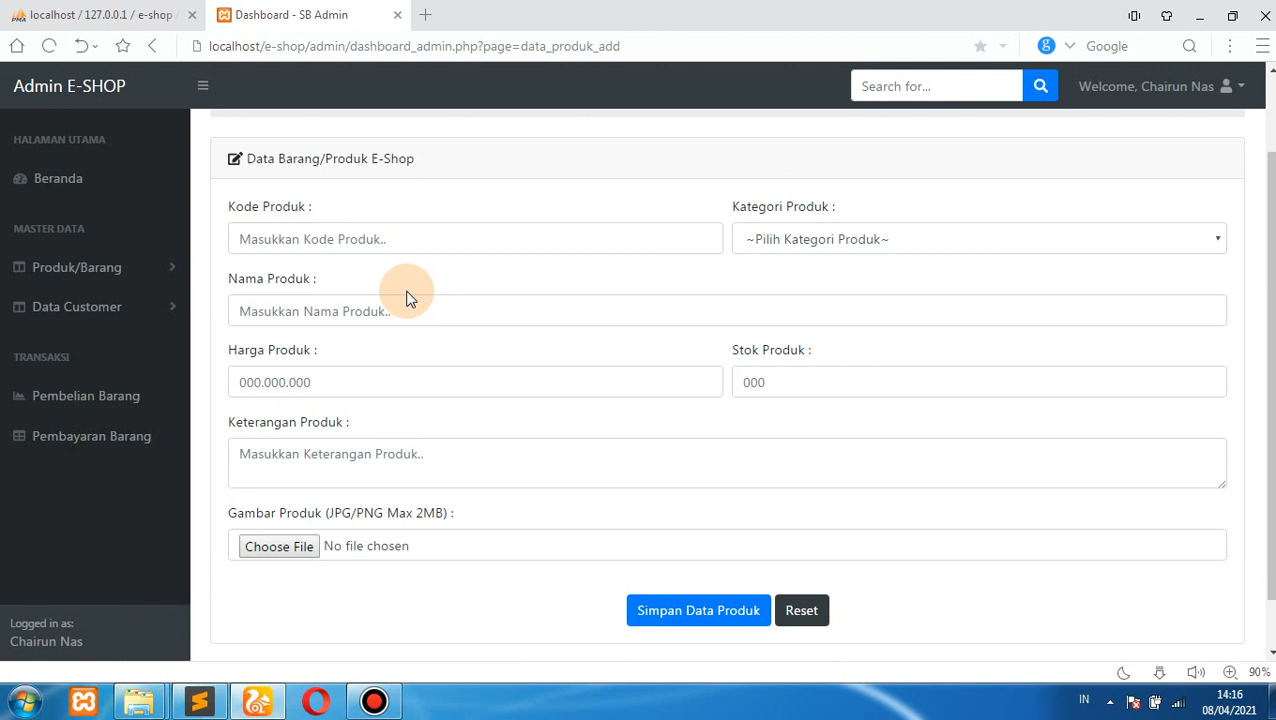 localhost / 127.0.0.1 / e-shop
Dashboard - SB Admin
localhost/e-shop/admin/dashboard_admin.php?page=data_produk_add
Google
Admin E-SHOP
Search for...
Welcome, Chairun Nas
HALAMAN UTAMA
Beranda
MASTER DATA
Produk/Barang
Data Customer
TRANSAKSI
Pembelian Barang
Pembayaran Barang
Logged in as:
Chairun Nas
Data Barang/Produk E-Shop
Kode Produk :
Kategori Produk :
Masukkan Kode Produk..
~Pilih Kategori Produk~
Nama Produk :
Masukkan Nama Produk..
Harga Produk :
Stok Produk :
000.000.000
000
Keterangan Produk :
Masukkan Keterangan Produk..
Gambar Produk (JPG/PNG Max 2MB) :
Choose File No file chosen
Simpan Data Produk
Reset
90%
IN
14:16
08/04/2021